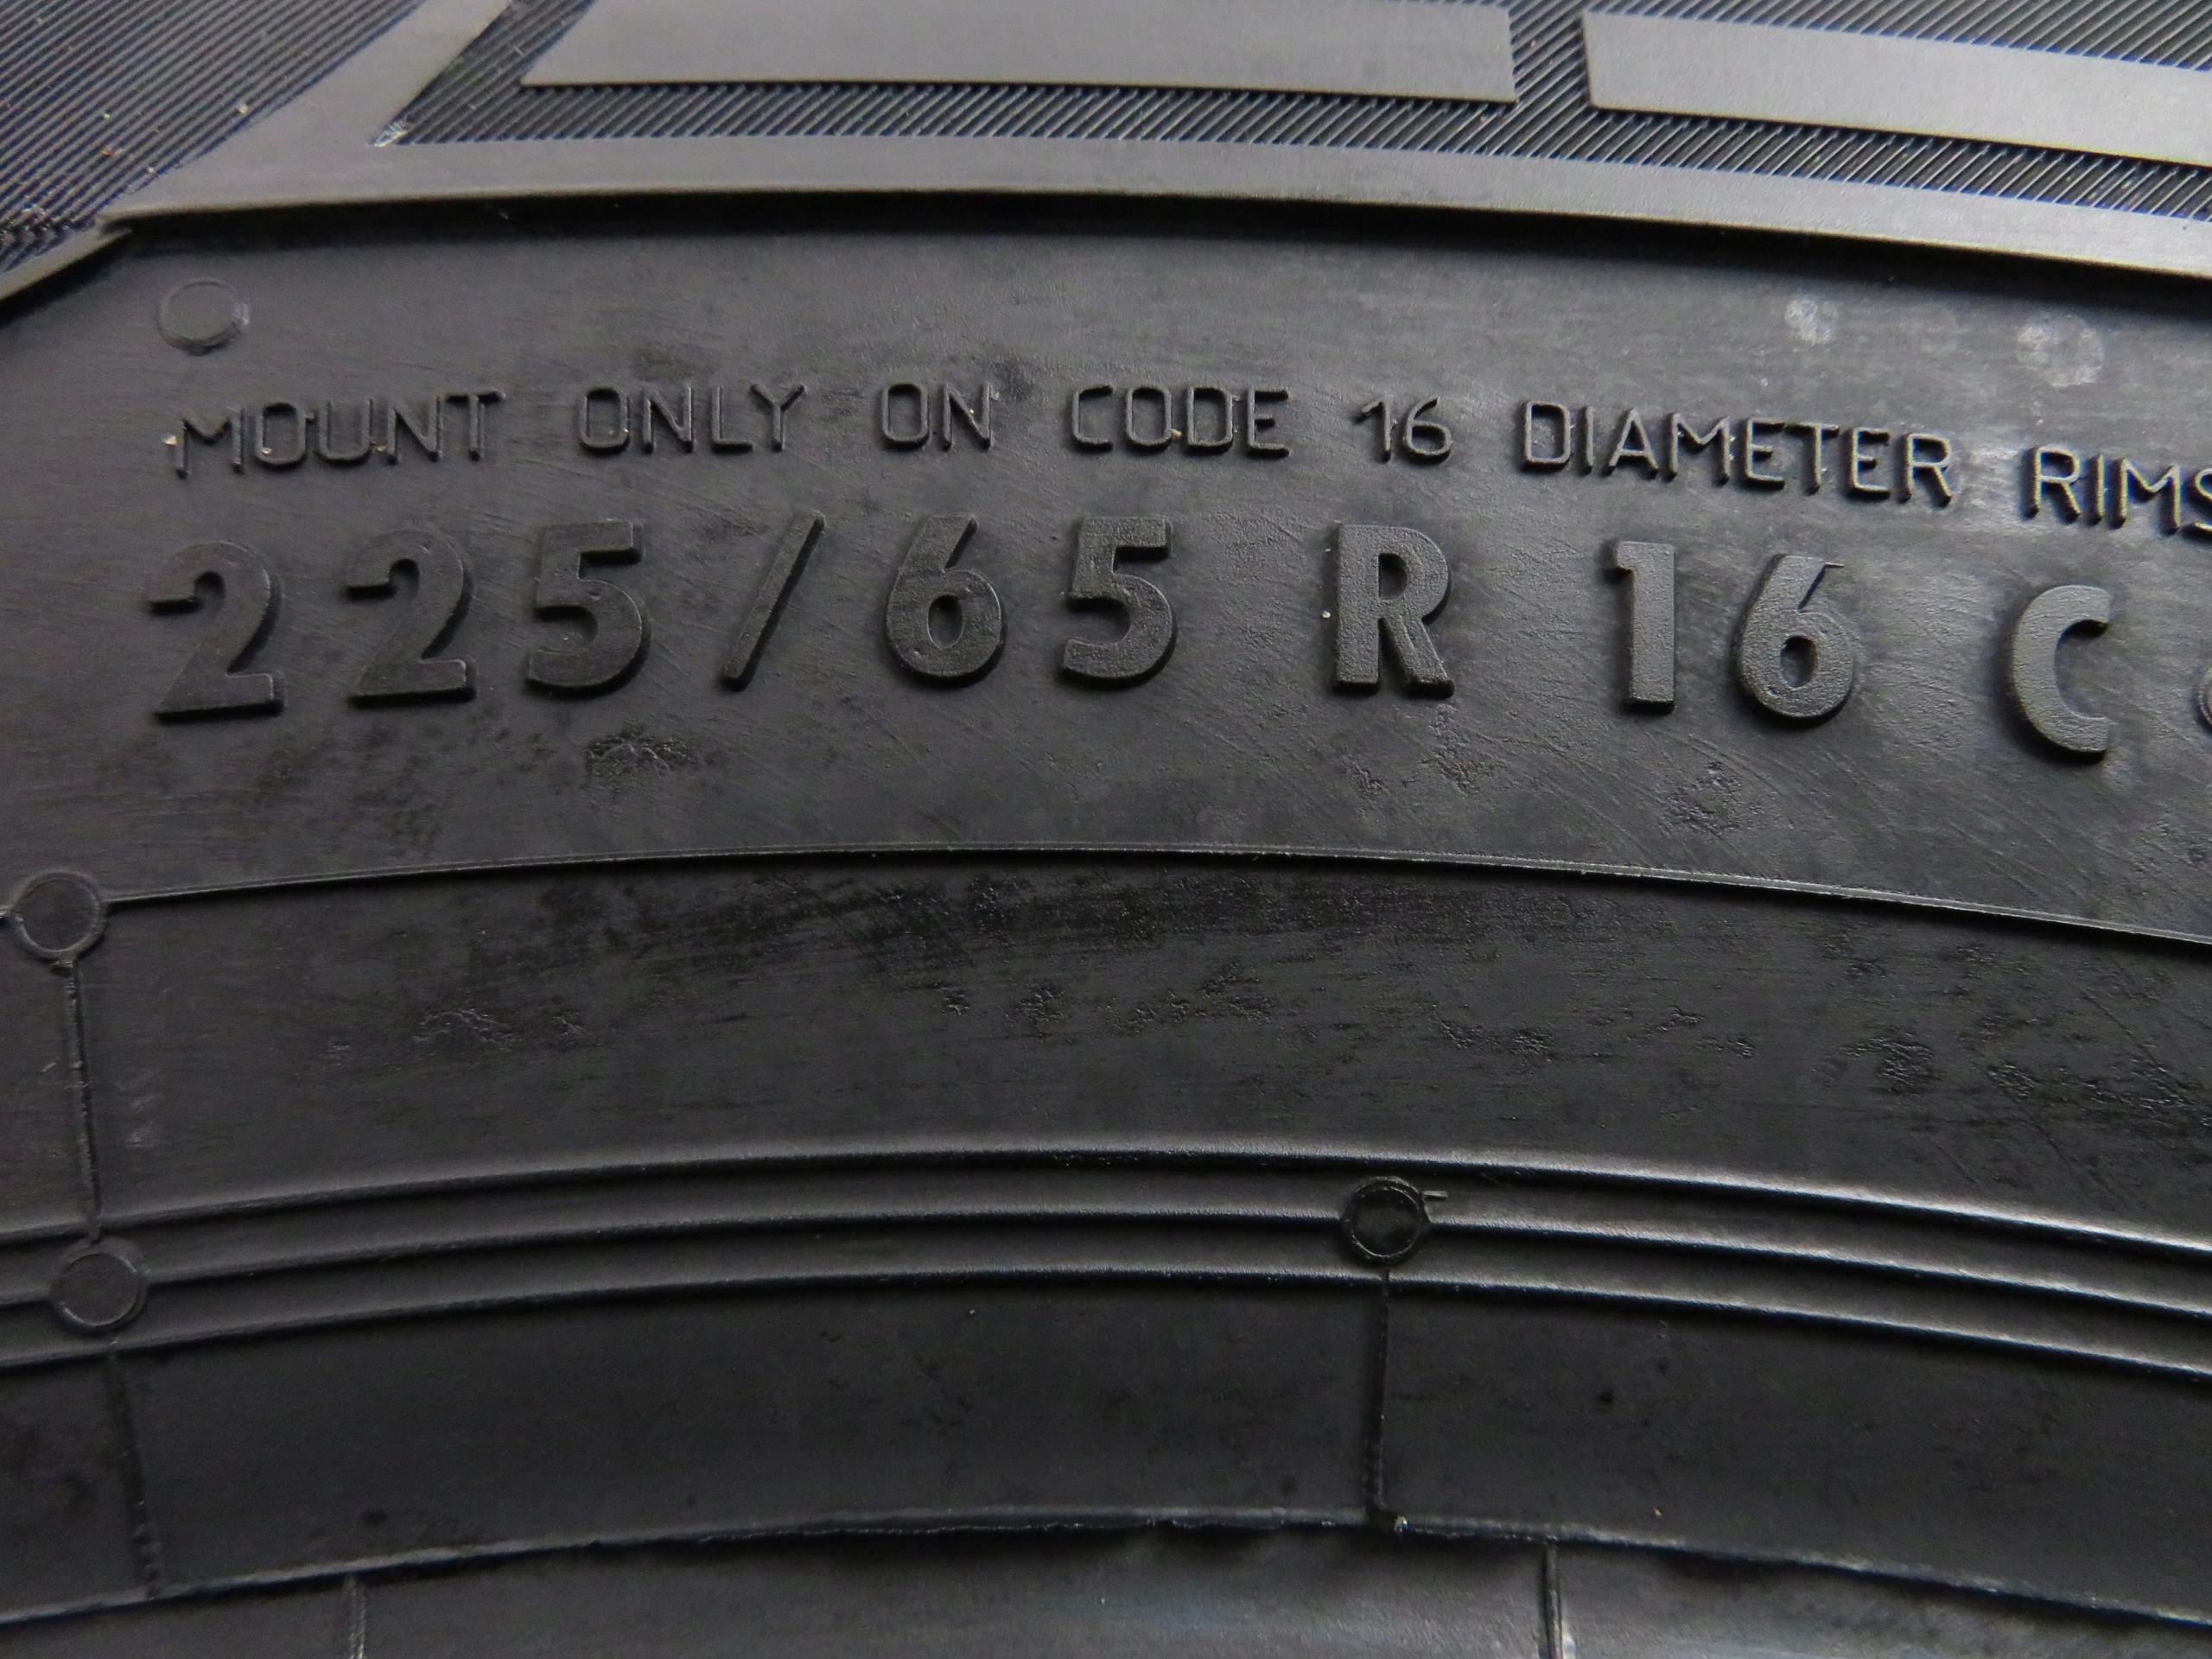 MOUNT ONLY ON CODE 16 DIAMETER RIMS
225/65 R 16 C